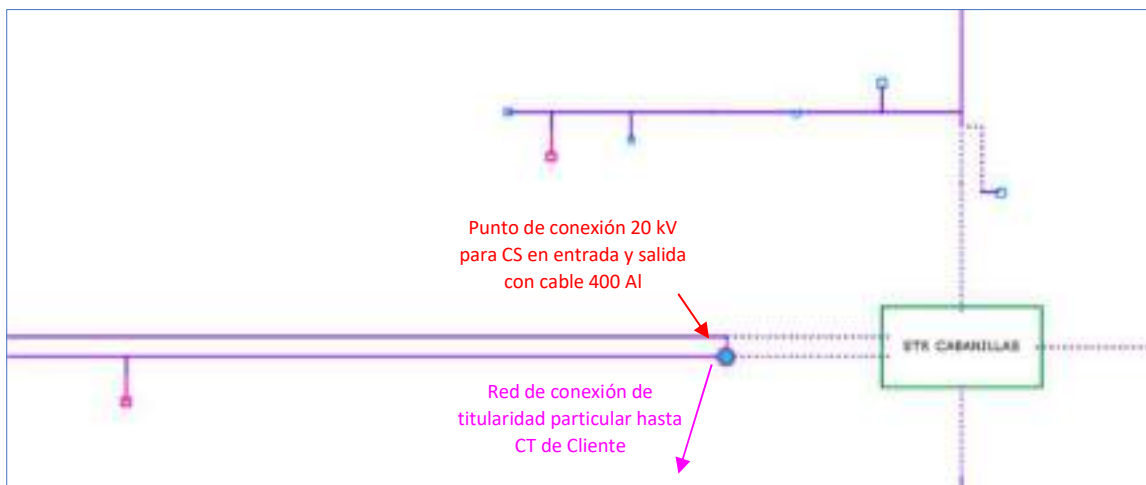 Punto de conexión 20 kV
para CS en entrada y salida
con cable 400 Al
STR CABANILLAS
Red de conexión de
titularidad particular hasta
CT de Cliente